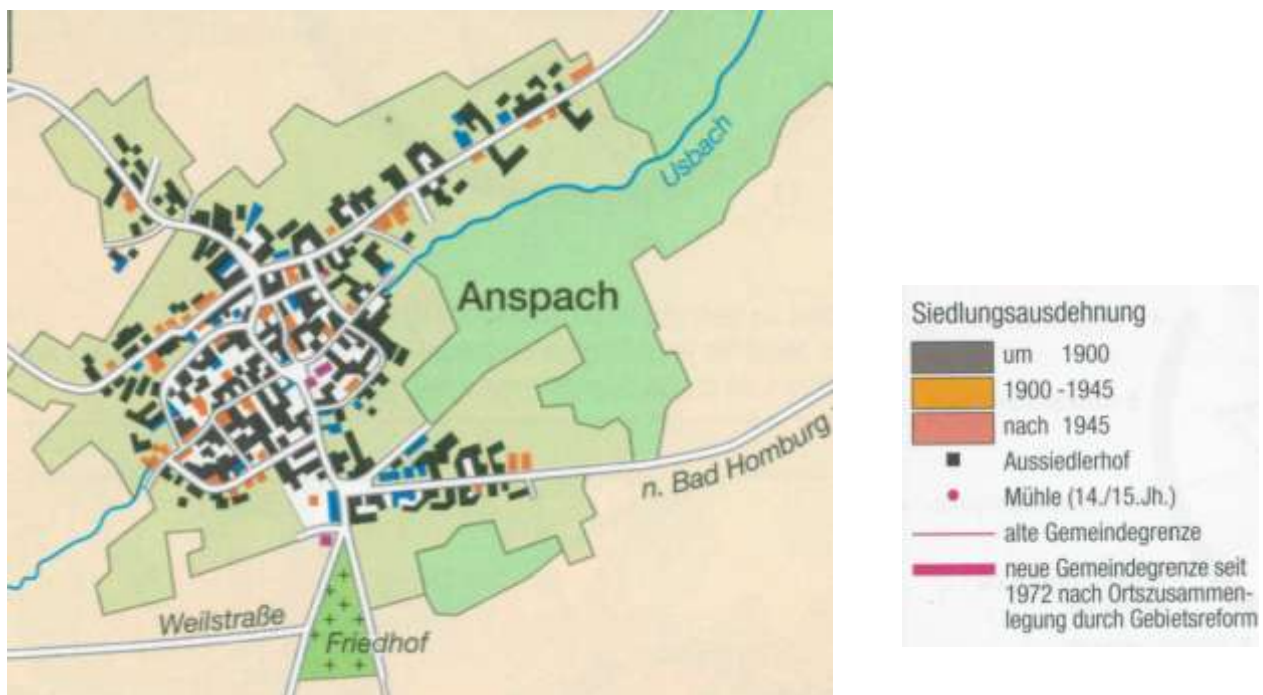 Usbach
Anspach
n. Bad Homburg
Weilstraße
Friedhof
Siedlungsausdehnung
um 1900
1900 -1945
nach 1945
Aussiedlerhof
Mühle (14./15.Jh.)
alte Gemeindegrenze
neue Gemeindegrenze seit
1972 nach Ortszusammen-
legung durch Gebietsreform